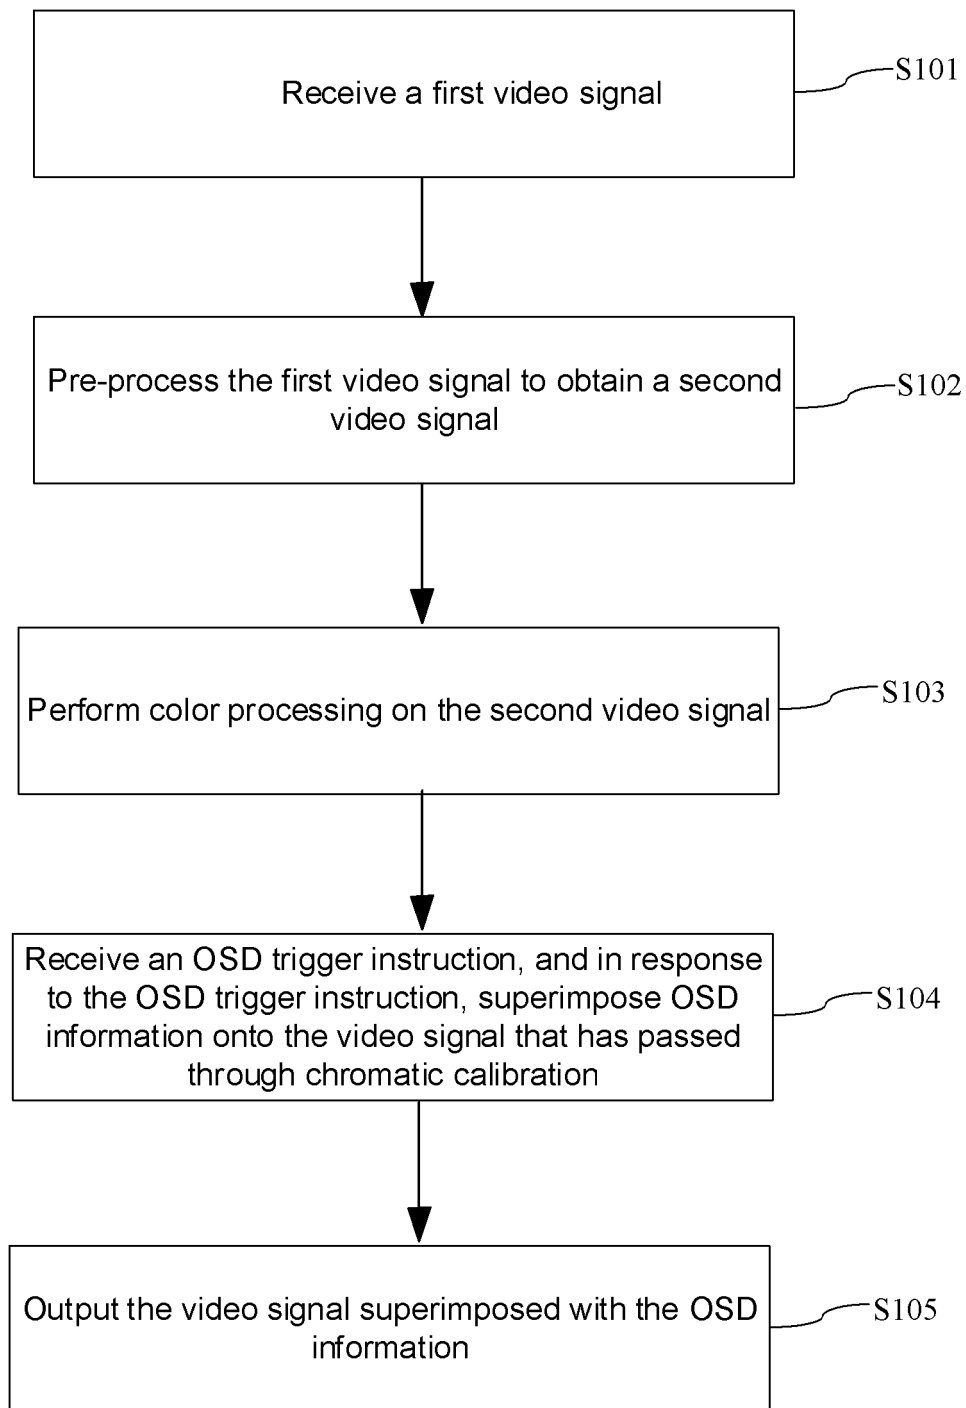 Receive a first video signal
S101
Pre-process the first video signal to obtain a second
video signal
S102
Perform color processing on the second video signal
S103
Receive an OSD trigger instruction, and in response
to the OSD trigger instruction, superimpose OSD
information onto the video signal that has passed
through chromatic calibration
S104
Output the video signal superimposed with the OSD
information
S105